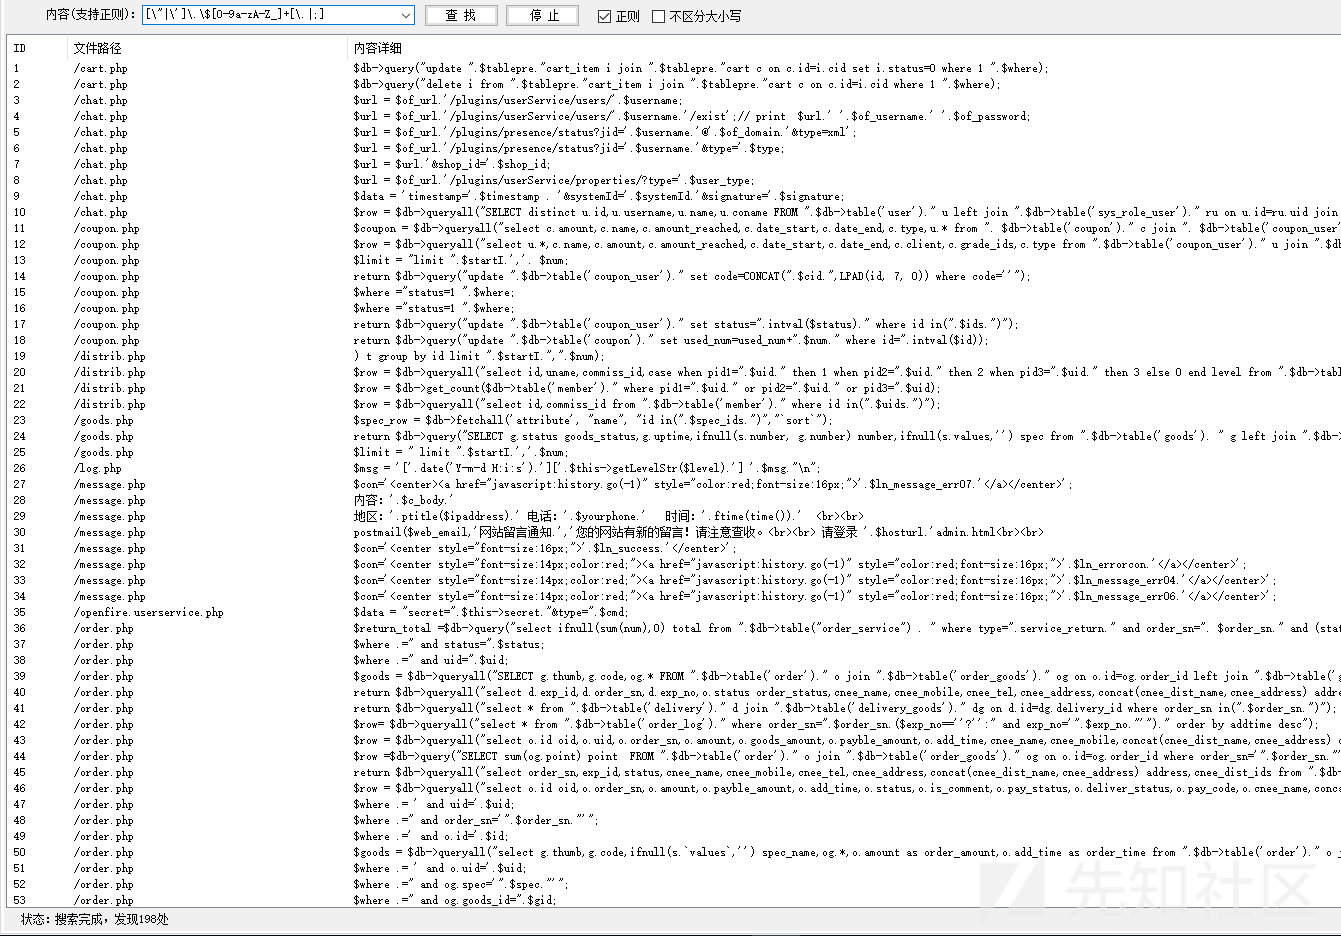 内容(支持正则): [\"|\']\.\$[0-9a-zA-Z_]+[\.|;] 查 找 停 止 正则 不区分大小写
ID 文件路径 内容详细
1 /cart.php $db->query("update ".$tablepre."cart_item i join ".$tablepre."cart c on c.id=i.cid set i.status=0 where 1 ".$where);
2 /cart.php $db->query("delete i from ".$tablepre."cart_item i join ".$tablepre."cart c on c.id=i.cid where 1 ".$where);
3 /chat.php $url = $of_url.'/plugins/userService/users/'.$username;
4 /chat.php $url = $of_url.'/plugins/userService/users/'.$username.'/exist';// print $url.' '.$of_username.' '.$of_password;
5 /chat.php $url = $of_url.'/plugins/presence/status?jid='.$username.'@'.$of_domain.'&type=xml';
6 /chat.php $url = $of_url.'/plugins/presence/status?jid='.$username.'&type='.$type;
7 /chat.php $url = $url.'&shop_id='.$shop_id;
8 /chat.php $url = $of_url.'/plugins/userService/properties/?type='.$user_type;
9 /chat.php $data = 'timestamp='.$timestamp . '&systemId='.$systemId.'&signature='.$signature;
10 /chat.php $row = $db->queryall("SELECT distinct u.id,u.username,u.name,u.coname FROM ".$db->table('user')." u left join ".$db->table('sys_role_user')." ru on u.id=ru.uid join
11 /coupon.php $coupon = $db->queryall("select c.amount,c.name,c.amount_reached,c.date_start,c.date_end,c.type,u.* from ". $db->table('coupon')." c join ". $db->table('coupon_user'
12 /coupon.php $row = $db->queryall("select u.*,c.name,c.amount,c.amount_reached,c.date_start,c.date_end,c.client,c.grade_ids,c.type from ".$db->table('coupon_user')." u join ".$db
13 /coupon.php $limit = "limit ".$startI.','. $num;
14 /coupon.php return $db->query("update ".$db->table('coupon_user')." set code=CONCAT(".$cid.",LPAD(id, 7, 0)) where code=''");
15 /coupon.php $where ="status=1 ".$where;
16 /coupon.php $where ="status=1 ".$where;
17 /coupon.php return $db->query("update ".$db->table('coupon_user')." set status=".intval($status)." where id in(".$ids.")");
18 /coupon.php return $db->query("update ".$db->table('coupon')." set used_num=used_num+".$num." where id=".intval($id));
19 /distrib.php ) t group by id limit ".$startI.",".$num);
20 /distrib.php $row = $db->queryall("select id,uname,commiss_id,case when pid1=".$uid." then 1 when pid2=".$uid." then 2 when pid3=".$uid." then 3 else 0 end level from ".$db->tabl
21 /distrib.php $row = $db->get_count($db->table('member')." where pid1=".$uid." or pid2=".$uid." or pid3=".$uid);
22 /distrib.php $row = $db->queryall("select id,commiss_id from ".$db->table('member')." where id in(".$uids.")");
23 /goods.php $spec_row = $db->fetchall('attribute', "name", "id in(".$spec_ids.")","`sort`");
24 /goods.php return $db->query("SELECT g.status goods_status,g.uptime,ifnull(s.number, g.number) number,ifnull(s.values,'') spec from ".$db->table('goods'). " g left join ".$db->
25 /goods.php $limit = " limit ".$startI.','.$num;
26 /log.php $msg = '['.date('Y-m-d H:i:s').']['.$this->getLevelStr($level).'] '.$msg."\n";
27 /message.php $con='<center><a href="javascript:history.go(-1)" style="color:red;font-size:16px;">'.$ln_message_err07.'</a></center>';
28 /message.php 内容：'.$c_body.'
29 /message.php 地区：'.ptitle($ipaddress).' 电话：'.$yourphone.' 时间：'.ftime(time()).' <br><br>
30 /message.php postmail($web_email,'网站留言通知.','您的网站有新的留言！请注意查收。<br><br> 请登录 '.$hosturl.'admin.html<br><br>
31 /message.php $con='<center style="font-size:16px;">'.$ln_success.'</center>';
32 /message.php $con='<center style="font-size:14px;color:red;"><a href="javascript:history.go(-1)" style="color:red;font-size:16px;">'.$ln_errorcon.'</a></center>';
33 /message.php $con='<center style="font-size:14px;color:red;"><a href="javascript:history.go(-1)" style="color:red;font-size:16px;">'.$ln_message_err04.'</a></center>';
34 /message.php $con='<center style="font-size:14px;color:red;"><a href="javascript:history.go(-1)" style="color:red;font-size:16px;">'.$ln_message_err06.'</a></center>';
35 /openfire.userservice.php $data = "secret=".$this->secret."&type=".$cmd;
36 /order.php $return_total =$db->query("select ifnull(sum(num),0) total from ".$db->table("order_service") . " where type=".service_return." and order_sn=". $order_sn." and (stat
37 /order.php $where .=" and status=".$status;
38 /order.php $where .=" and uid=".$uid;
39 /order.php $goods = $db->queryall("SELECT g.thumb,g.code,og.* FROM ".$db->table('order')." o join ".$db->table('order_goods')." og on o.id=og.order_id left join ".$db->table('g
40 /order.php return $db->queryall("select d.exp_id,d.order_sn,d.exp_no,o.status order_status,cnee_name,cnee_mobile,cnee_tel,cnee_address,concat(cnee_dist_name,cnee_address) addre
41 /order.php return $db->queryall("select * from ".$db->table('delivery')." d join ".$db->table('delivery_goods')." dg on d.id=dg.delivery_id where order_sn in(".$order_sn.")");
42 /order.php $row= $db->queryall("select * from ".$db->table('order_log')." where order_sn=".$order_sn.($exp_no==''?'':" and exp_no='".$exp_no."'")." order by addtime desc");
43 /order.php $row = $db->queryall("select o.id oid,o.uid,o.order_sn,o.amount,o.goods_amount,o.payble_amount,o.add_time,cnee_name,cnee_mobile,concat(cnee_dist_name,cnee_address) c
44 /order.php $row =$db->query("SELECT sum(og.point) point FROM ".$db->table('order')." o join ".$db->table('order_goods')." og on o.id=og.order_id where order_sn='".$order_sn."'"
45 /order.php return $db->queryall("select order_sn,exp_id,status,cnee_name,cnee_mobile,cnee_tel,cnee_address,concat(cnee_dist_name,cnee_address) address,cnee_dist_ids from ".$db->
46 /order.php $row = $db->queryall("select o.id oid,o.order_sn,o.amount,o.payble_amount,o.add_time,o.status,o.is_comment,o.pay_status,o.deliver_status,o.pay_code,o.cnee_name,conca
47 /order.php $where .= ' and uid='.$uid;
48 /order.php $where .=" and order_sn='".$order_sn."'";
49 /order.php $where .=' and o.id='.$id;
50 /order.php $goods = $db->queryall("select g.thumb,g.code,ifnull(s.`values`,'') spec_name,og.*,o.amount as order_amount,o.add_time as order_time from ".$db->table('order')." o j
51 /order.php $where .= ' and o.uid='.$uid;
52 /order.php $where .=" and og.spec='".$spec."'";
53 /order.php $where .=" and og.goods_id=".$gid;
先知社区
状态：搜索完成，发现198处